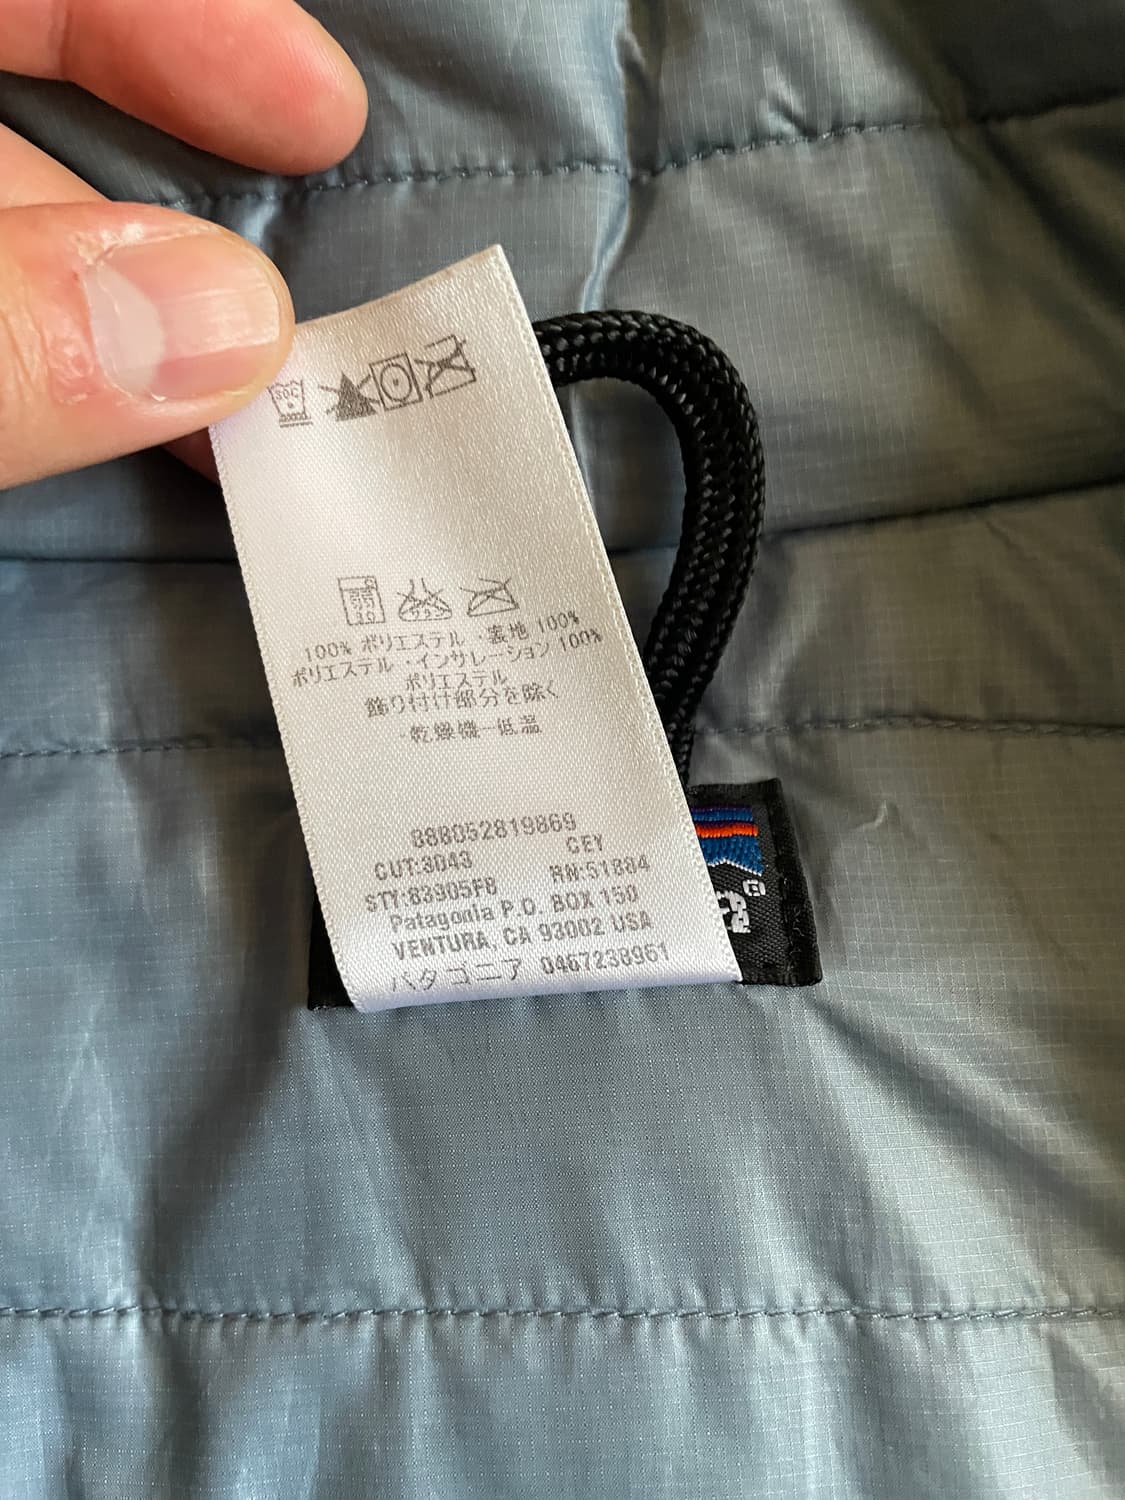 30C
30
100% ポリエステル ・裏地 100%
ポリエステル ・インサレーション 100%
ポリエステル
飾り付け部分を除く
・乾燥機ー低温
888052819869
CUT:3043 CEY
STY:83905F8 RN:51884
Patagonia P.O. BOX 150
VENTURA, CA 93002 USA
パタゴニア 0467238961